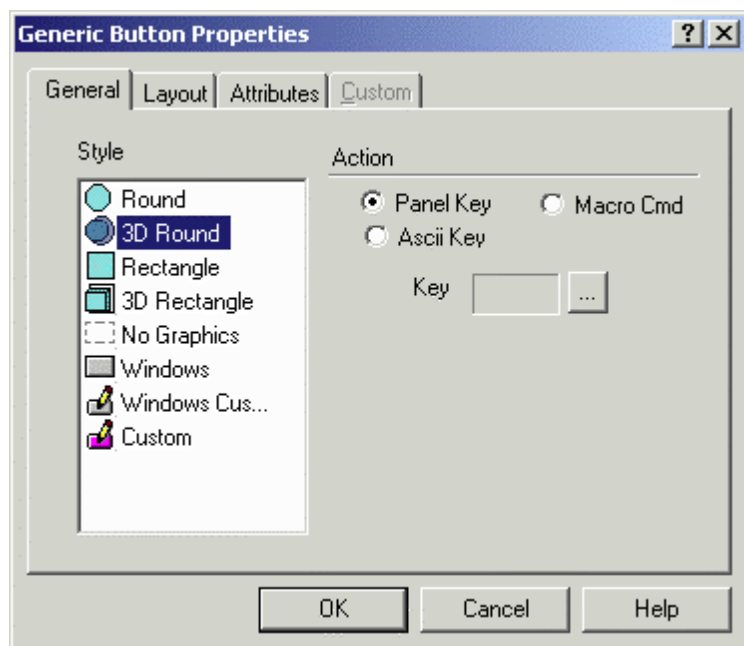 Generic Button Properties
General Layout Attributes Custom
Style
Action
Round
3D Round
Rectangle
3D Rectangle
No Graphics
Windows
Windows Cus...
Custom
Panel Key Macro Cmd
Ascii Key
Key ...
OK Cancel Help